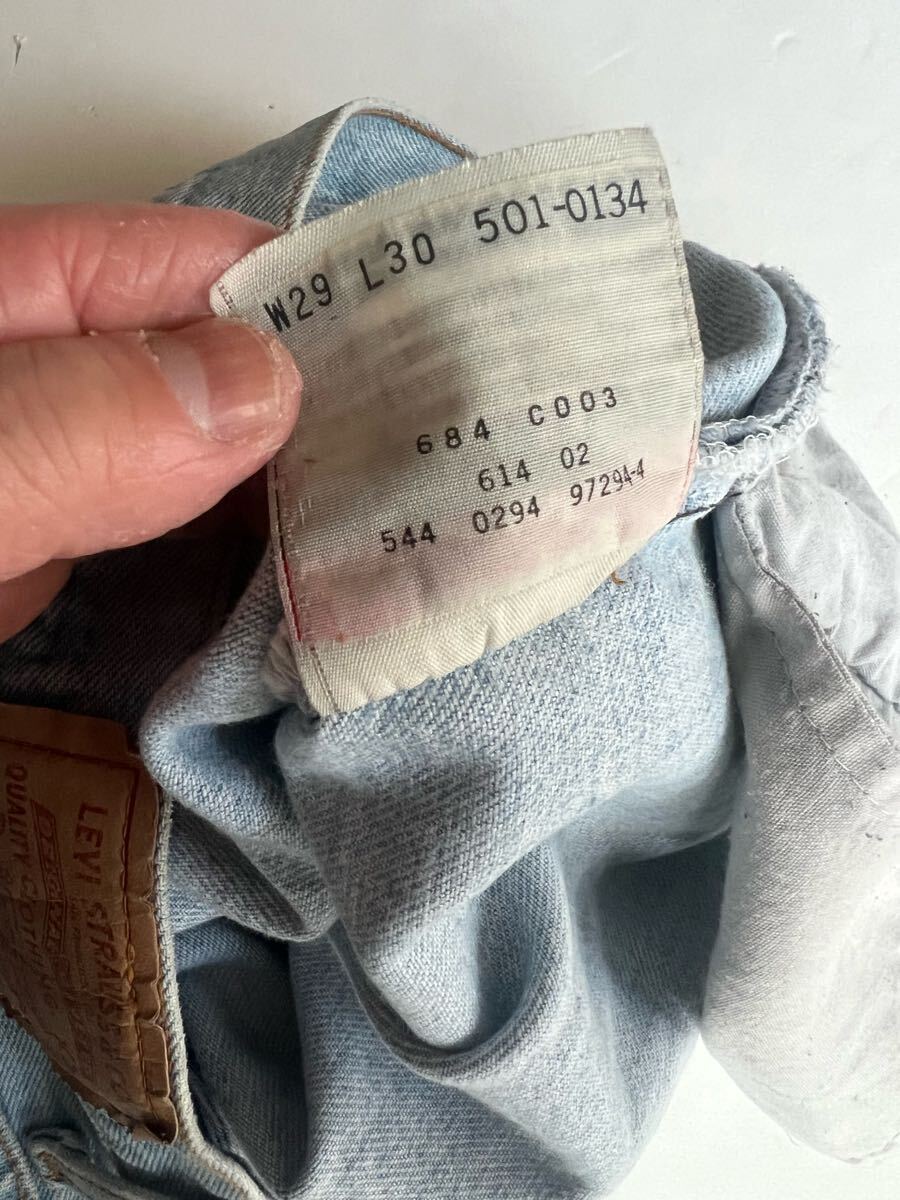 W29 L30 501-0134
684 C003
614 02
544 0294 97294-4
LEVI STRAUSS &
QUALITY CLOTHING